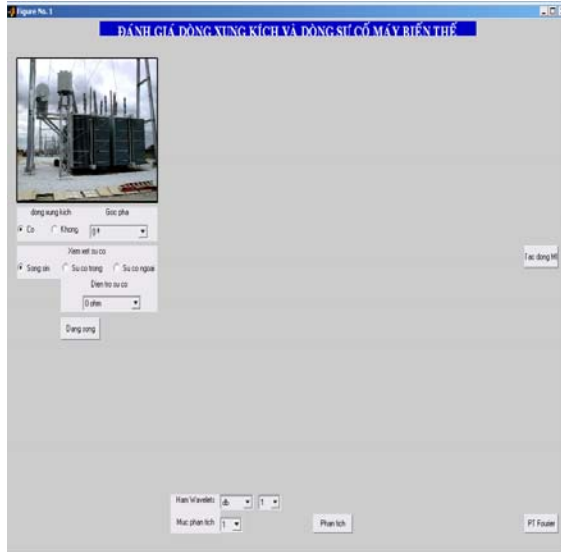 Figure No. 1
ĐÁNH GIÁ DÒNG XUNG KÍCH VÀ DÒNG SỰ CỐ MÁY BIẾN THẾ
dong xung kich Goc pha
Co Khong 0
Xem xet su co
Song sin Su co trong Su co ngoai
Dien tro su co
0 ohm
Dang song
Tac dong
Ham Wavelets db 1
Muc phan tich 1
Phan tich
PT Fourier